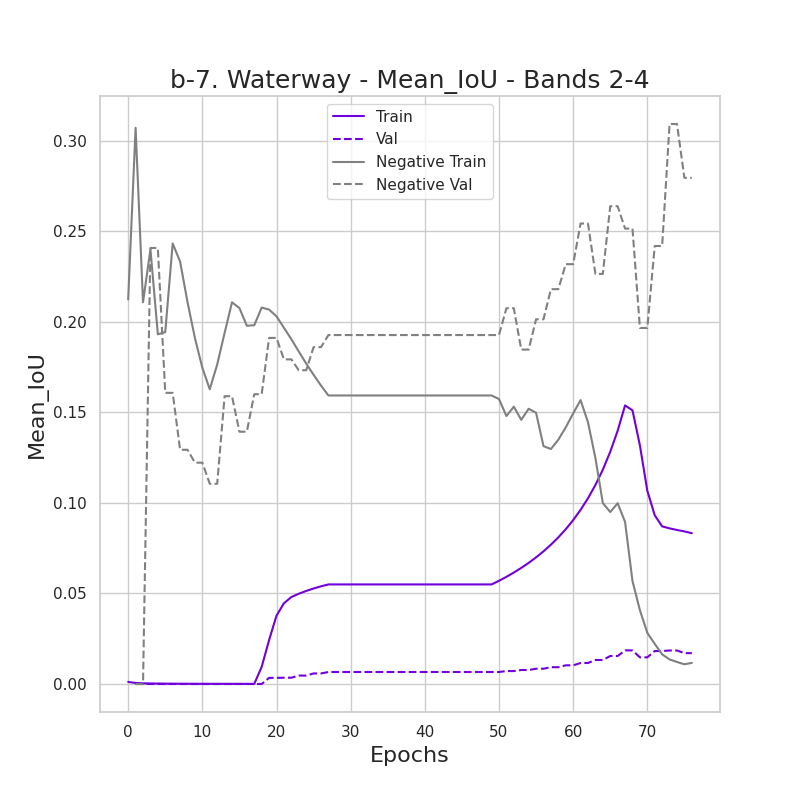 b-7. Waterway - Mean_IoU - Bands 2-4
Train
Val
Negative Train
Negative Val
0.30
0.25
0.20
0.15
0.10
0.05
0.00
Mean_IoU
0 10 20 30 40 50 60 70
Epochs